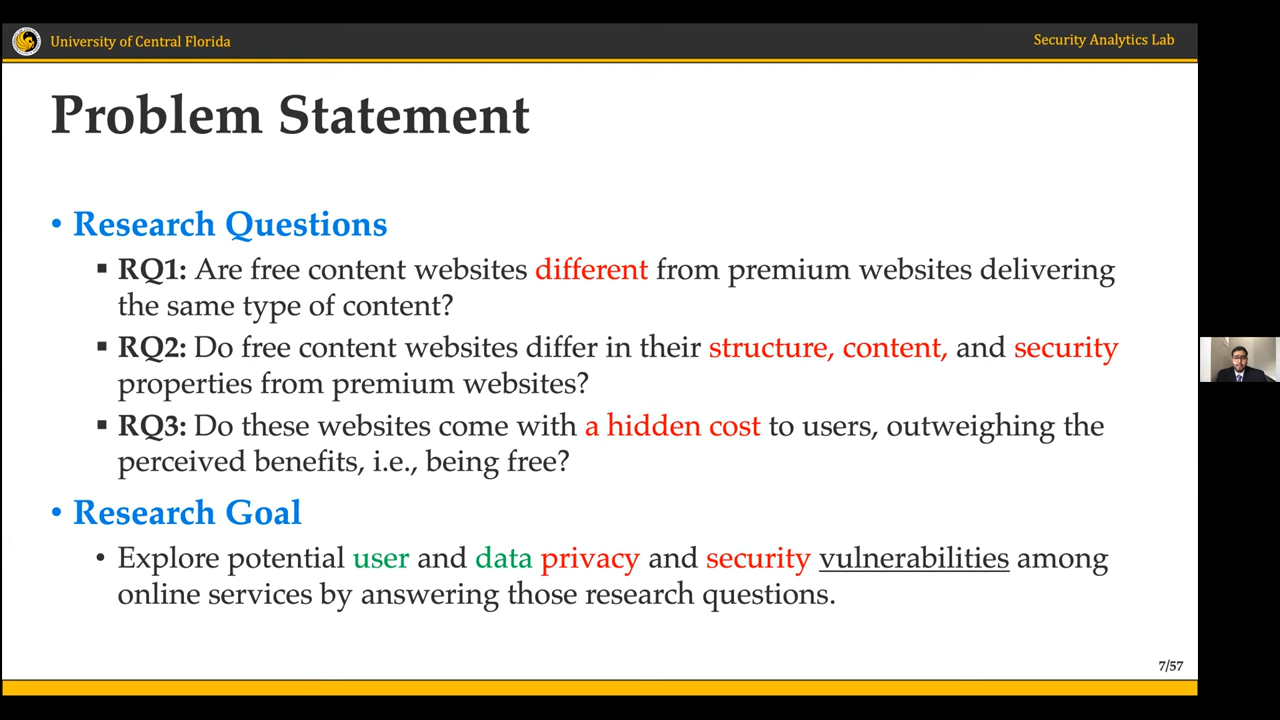 University of Central Florida
Security Analytics Lab
Problem Statement
• Research Questions
▪ RQ1: Are free content websites different from premium websites delivering
the same type of content?
▪ RQ2: Do free content websites differ in their structure, content, and security
properties from premium websites?
▪ RQ3: Do these websites come with a hidden cost to users, outweighing the
perceived benefits, i.e., being free?
• Research Goal
• Explore potential user and data privacy and security vulnerabilities among
online services by answering those research questions.
7/57